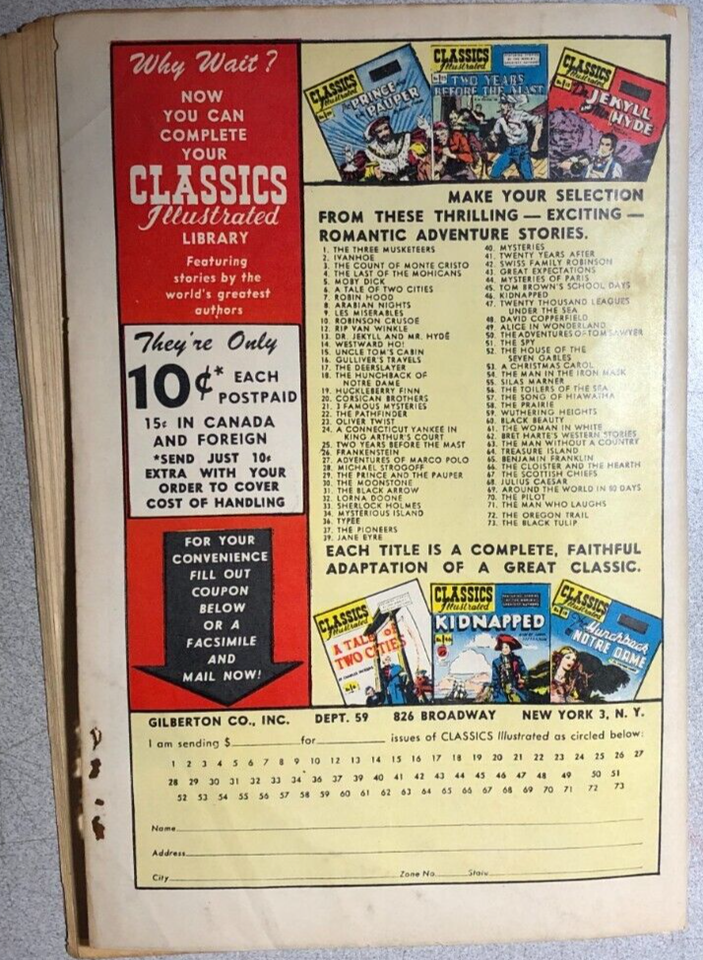 Why Wait?
NOW
YOU CAN
COMPLETE
YOUR
CLASSICS
Illustrated
LIBRARY
Featuring
stories by the
world's greatest
authors
They're Only
10¢* EACH
POSTPAID
15¢ IN CANADA
AND FOREIGN
*SEND JUST 10¢
EXTRA WITH YOUR
ORDER TO COVER
COST OF HANDLING
FOR YOUR
CONVENIENCE
FILL OUT
COUPON
BELOW
OR A
FACSIMILE
AND
MAIL NOW!
CLASSICS
Illustrated
The PRINCE
and the
PAUPER
CLASSICS
Illustrated
TWO YEARS
BEFORE THE MAST
CLASSICS
Illustrated
Dr. JEKYLL
and Mr. HYDE
MAKE YOUR SELECTION
FROM THESE THRILLING — EXCITING —
ROMANTIC ADVENTURE STORIES.
1. THE THREE MUSKETEERS
2. IVANHOE
3. THE COUNT OF MONTE CRISTO
4. THE LAST OF THE MOHICANS
5. MOBY DICK
6. A TALE OF TWO CITIES
7. ROBIN HOOD
8. ARABIAN NIGHTS
9. LES MISERABLES
10. ROBINSON CRUSOE
12. RIP VAN WINKLE
13. DR. JEKYLL AND MR. HYDE
14. WESTWARD HO!
15. UNCLE TOM'S CABIN
16. GULLIVER'S TRAVELS
17. THE DEERSLAYER
18. THE HUNCHBACK OF
NOTRE DAME
19. HUCKLEBERRY FINN
20. CORSICAN BROTHERS
21. 3 FAMOUS MYSTERIES
22. THE PATHFINDER
23. OLIVER TWIST
24. A CONNECTICUT YANKEE IN
KING ARTHUR'S COURT
25. TWO YEARS BEFORE THE MAST
26. FRANKENSTEIN
27. ADVENTURES OF MARCO POLO
28. MICHAEL STROGOFF
29. THE PRINCE AND THE PAUPER
30. THE MOONSTONE
31. THE BLACK ARROW
32. LORNA DOONE
33. SHERLOCK HOLMES
34. MYSTERIOUS ISLAND
36. TYPEE
37. THE PIONEERS
39. JANE EYRE
40. MYSTERIES
41. TWENTY YEARS AFTER
42. SWISS FAMILY ROBINSON
43. GREAT EXPECTATIONS
44. MYSTERIES OF PARIS
45. TOM BROWN'S SCHOOL DAYS
46. KIDNAPPED
47. TWENTY THOUSAND LEAGUES
UNDER THE SEA
48. DAVID COPPERFIELD
49. ALICE IN WONDERLAND
50. THE ADVENTURES OF TOM SAWYER
51. THE SPY
52. THE HOUSE OF THE
SEVEN GABLES
53. A CHRISTMAS CAROL
54. THE MAN IN THE IRON MASK
55. SILAS MARNER
56. THE TOILERS OF THE SEA
57. THE SONG OF HIAWATHA
58. THE PRAIRIE
59. WUTHERING HEIGHTS
60. BLACK BEAUTY
61. THE WOMAN IN WHITE
62. BRET HARTE'S WESTERN STORIES
63. THE MAN WITHOUT A COUNTRY
64. TREASURE ISLAND
65. BENJAMIN FRANKLIN
66. THE CLOISTER AND THE HEARTH
67. THE SCOTTISH CHIEFS
68. JULIUS CAESAR
69. AROUND THE WORLD IN 80 DAYS
70. THE PILOT
71. THE MAN WHO LAUGHS
72. THE OREGON TRAIL
73. THE BLACK TULIP
EACH TITLE IS A COMPLETE, FAITHFUL
ADAPTATION OF A GREAT CLASSIC.
CLASSICS
Illustrated
A TALE OF
TWO CITIES
CLASSICS
Illustrated
KIDNAPPED
CLASSICS
Illustrated
The Hunchback
of NOTRE DAME
GILBERTON CO., INC. DEPT. 59 826 BROADWAY NEW YORK 3, N. Y.
I am sending $ for issues of CLASSICS Illustrated as circled below:
1 2 3 4 5 6 7 8 9 10 12 13 14 15 16 17 18 19 20 21 22 23 24 25 26 27
28 29 30 31 32 33 34 36 37 39 40 41 42 43 44 45 46 47 48 49 50 51
52 53 54 55 56 57 58 59 60 61 62 63 64 65 66 67 68 69 70 71 72 73
Name
Address
City Zone No. State